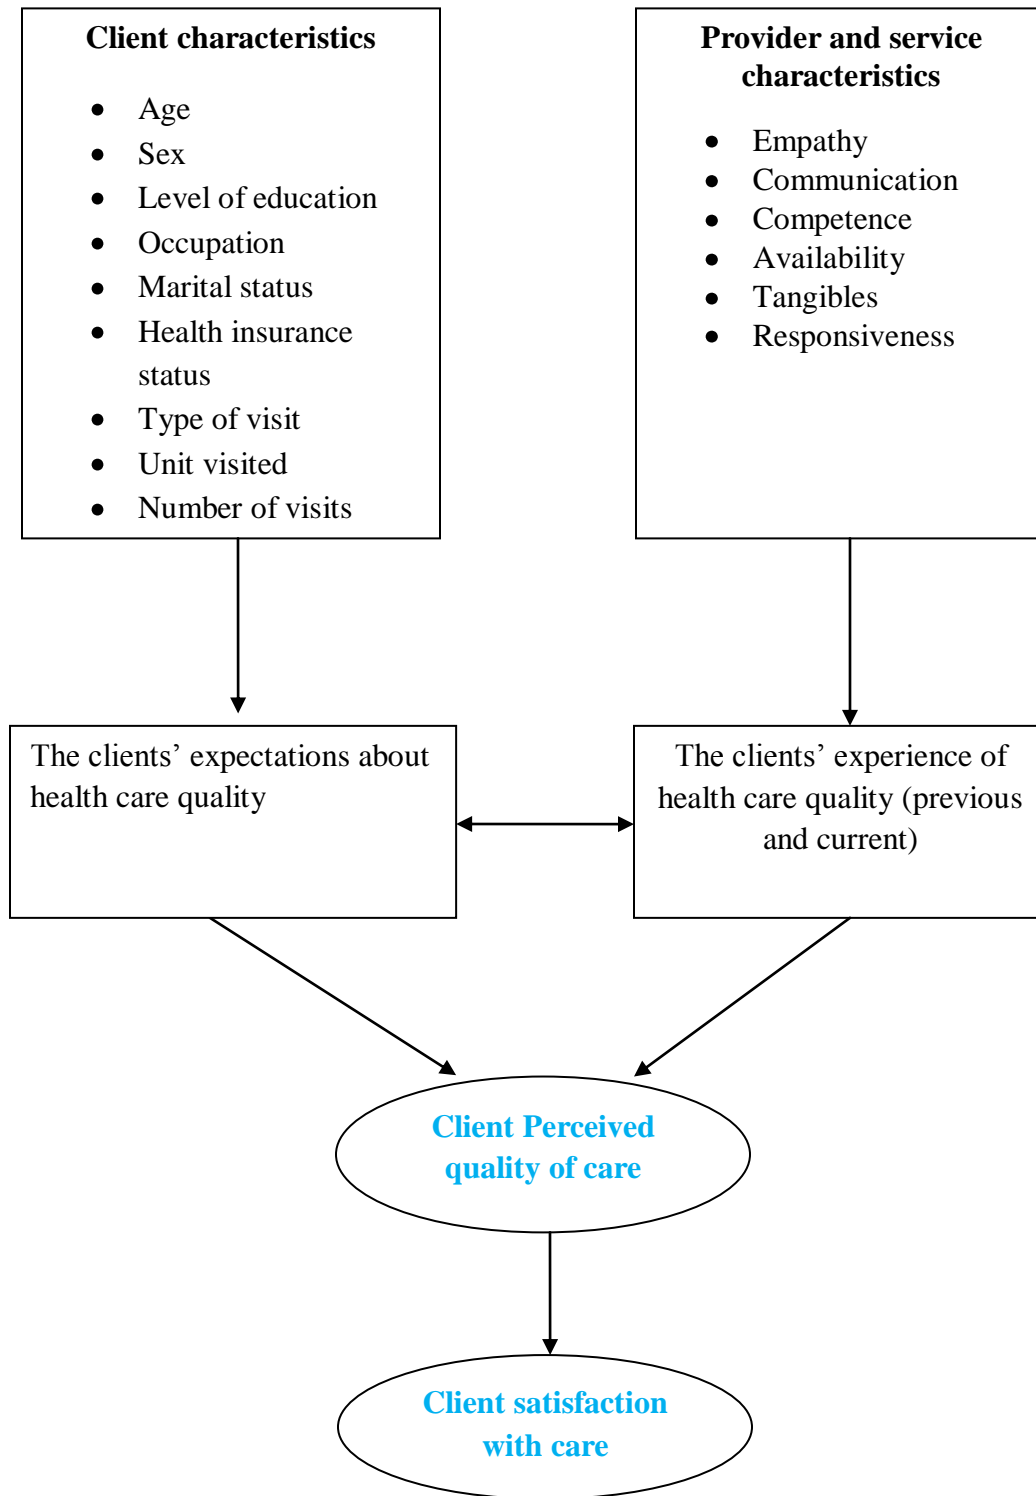 Client characteristics
• Age
• Sex
• Level of education
• Occupation
• Marital status
• Health insurance
status
• Type of visit
• Unit visited
• Number of visits
Provider and service
characteristics
• Empathy
• Communication
• Competence
• Availability
• Tangibles
• Responsiveness
The clients’ expectations about
health care quality
The clients’ experience of
health care quality (previous
and current)
Client Perceived
quality of care
Client satisfaction
with care